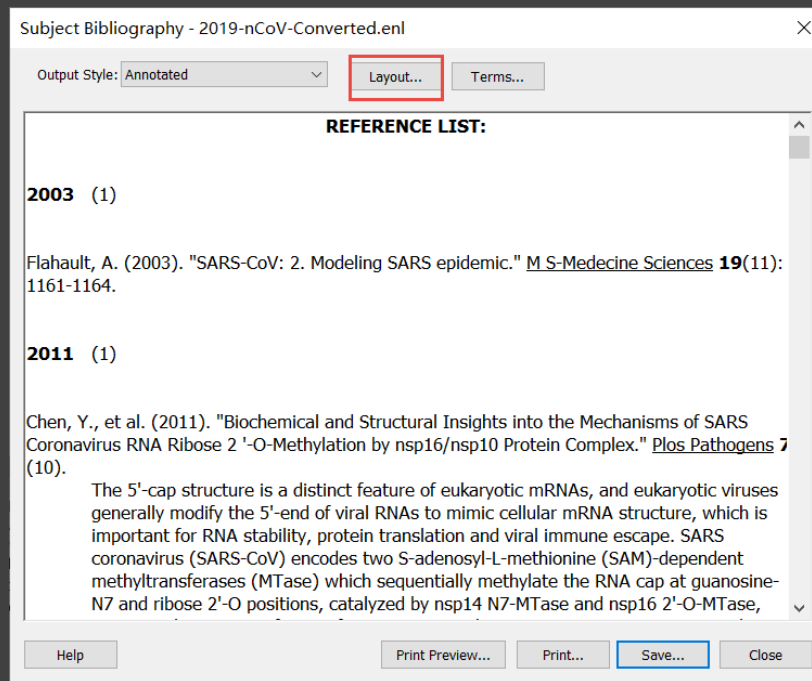 Subject Bibliography - 2019-nCoV-Converted.enl
Output Style: Annotated Layout... Terms...
REFERENCE LIST:
2003 (1)
Flahault, A. (2003). "SARS-CoV: 2. Modeling SARS epidemic." M S-Medecine Sciences 19(11):
1161-1164.
2011 (1)
Chen, Y., et al. (2011). "Biochemical and Structural Insights into the Mechanisms of SARS
Coronavirus RNA Ribose 2 '-O-Methylation by nsp16/nsp10 Protein Complex." Plos Pathogens 7
(10).
The 5'-cap structure is a distinct feature of eukaryotic mRNAs, and eukaryotic viruses
generally modify the 5'-end of viral RNAs to mimic cellular mRNA structure, which is
important for RNA stability, protein translation and viral immune escape. SARS
coronavirus (SARS-CoV) encodes two S-adenosyl-L-methionine (SAM)-dependent
methyltransferases (MTase) which sequentially methylate the RNA cap at guanosine-
N7 and ribose 2'-O positions, catalyzed by nsp14 N7-MTase and nsp16 2'-O-MTase,
Help Print Preview... Print... Save... Close